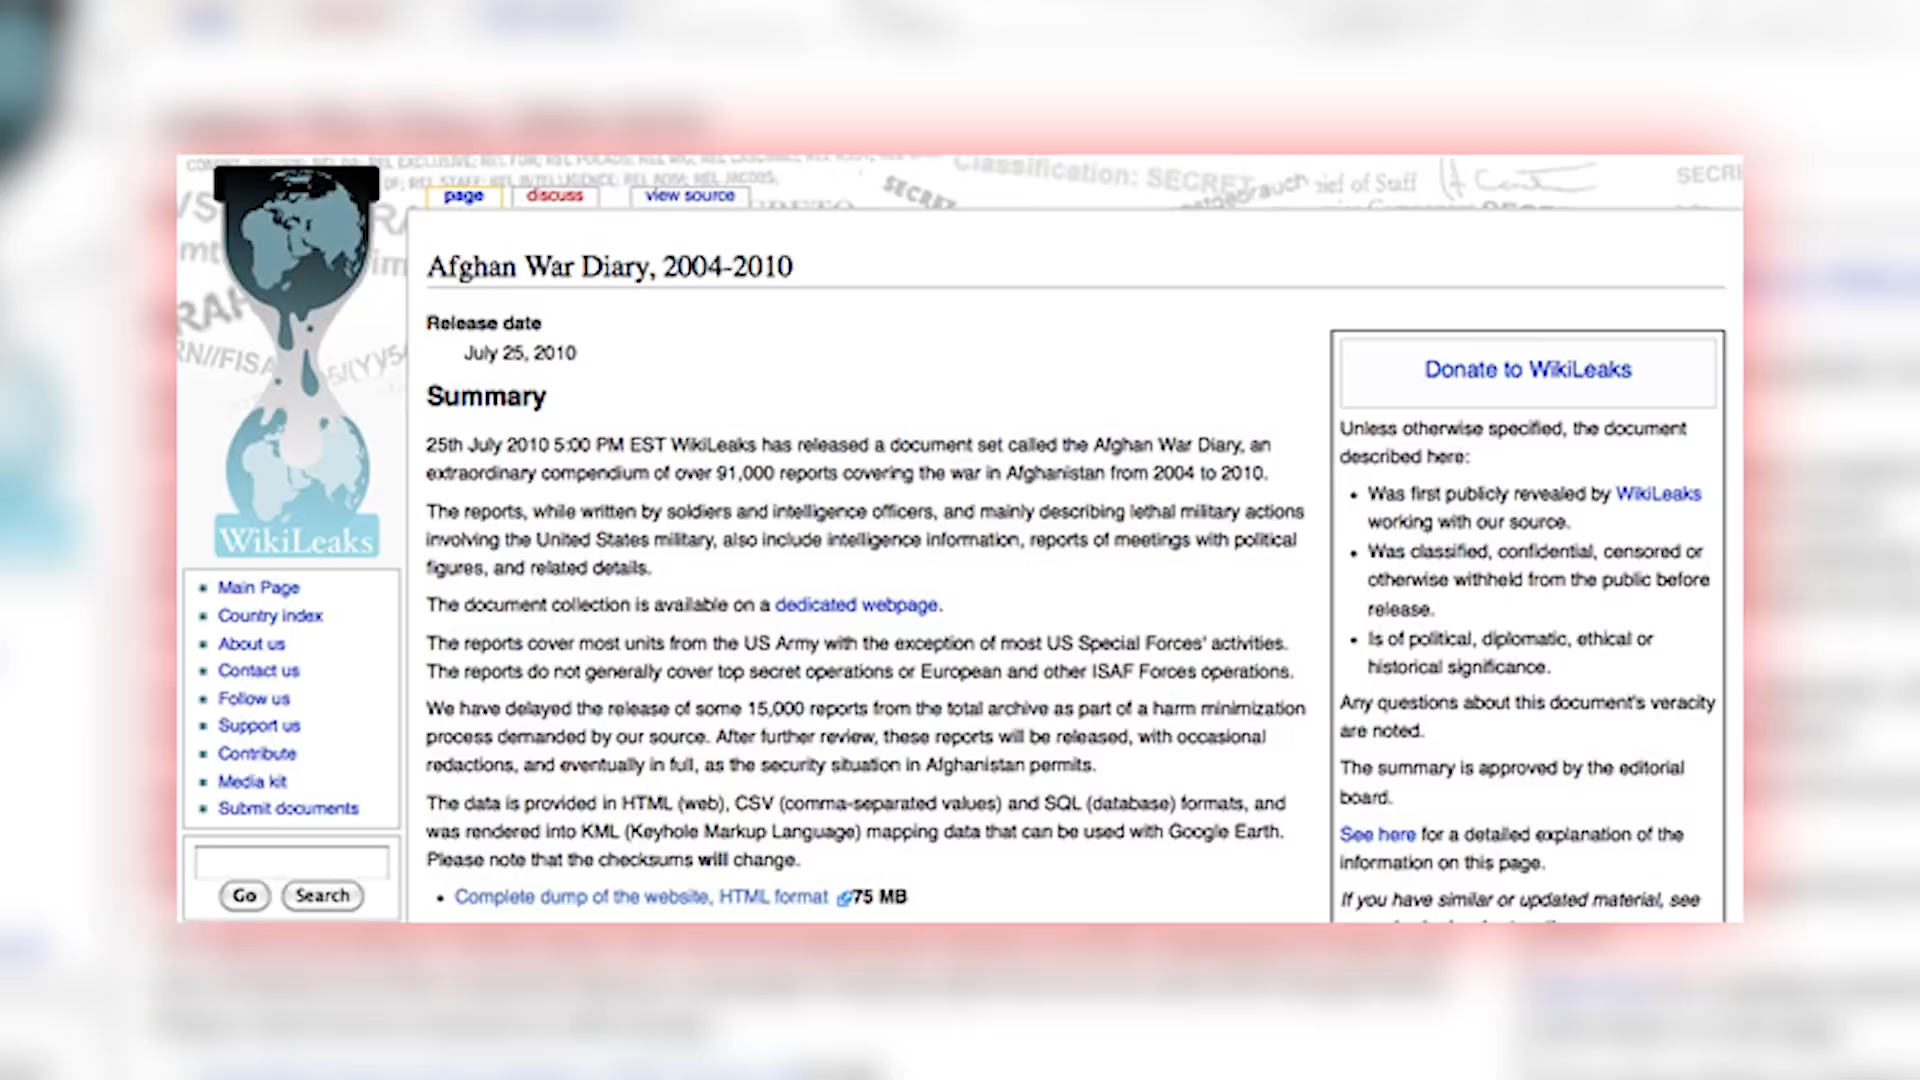 Classification: SECRET
SECRET
ief of Staff
page
discuss
view source
Afghan War Diary, 2004-2010
Release date
July 25, 2010
Summary
25th July 2010 5:00 PM EST WikiLeaks has released a document set called the Afghan War Diary, an
extraordinary compendium of over 91,000 reports covering the war in Afghanistan from 2004 to 2010.
The reports, while written by soldiers and intelligence officers, and mainly describing lethal military actions
involving the United States military, also include intelligence information, reports of meetings with political
figures, and related details.
The document collection is available on a dedicated webpage.
The reports cover most units from the US Army with the exception of most US Special Forces' activities.
The reports do not generally cover top secret operations or European and other ISAF Forces operations.
We have delayed the release of some 15,000 reports from the total archive as part of a harm minimization
process demanded by our source. After further review, these reports will be released, with occasional
redactions, and eventually in full, as the security situation in Afghanistan permits.
The data is provided in HTML (web), CSV (comma-separated values) and SQL (database) formats, and
was rendered into KML (Keyhole Markup Language) mapping data that can be used with Google Earth.
Please note that the checksums will change.
Complete dump of the website, HTML format 75 MB
WikiLeaks
Main Page
Country index
About us
Contact us
Follow us
Support us
Contribute
Media kit
Submit documents
Go
Search
Donate to WikiLeaks
Unless otherwise specified, the document
described here:
Was first publicly revealed by WikiLeaks
working with our source.
Was classified, confidential, censored or
otherwise withheld from the public before
release.
Is of political, diplomatic, ethical or
historical significance.
Any questions about this document's veracity
are noted.
The summary is approved by the editorial
board.
See here for a detailed explanation of the
information on this page.
If you have similar or updated material, see